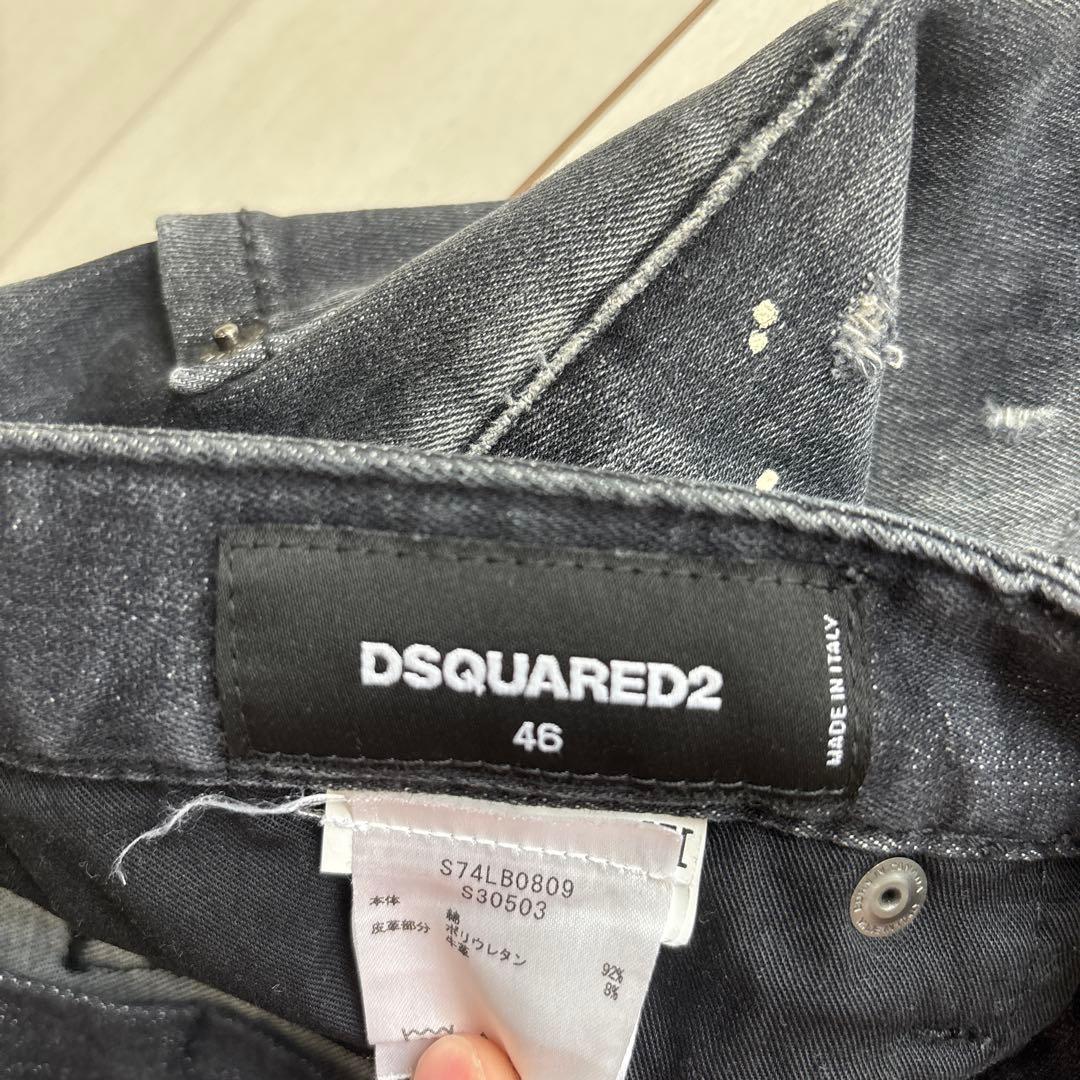 DSQUARED2
46
MADE IN ITALY
S74LB0809
S30503
本体 綿 92%
ポリウレタン 8%
皮革部分 牛革